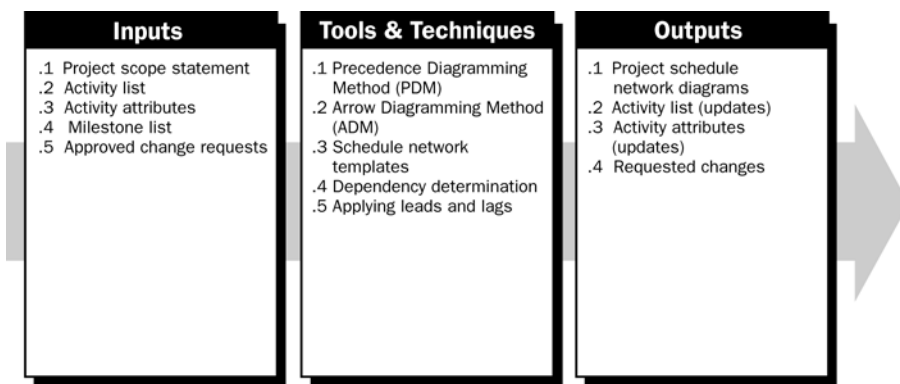 Inputs
.1 Project scope statement
.2 Activity list
.3 Activity attributes
.4 Milestone list
.5 Approved change requests
Tools & Techniques
.1 Precedence Diagramming
Method (PDM)
.2 Arrow Diagramming Method
(ADM)
.3 Schedule network
templates
.4 Dependency determination
.5 Applying leads and lags
Outputs
.1 Project schedule
network diagrams
.2 Activity list (updates)
.3 Activity attributes
(updates)
.4 Requested changes